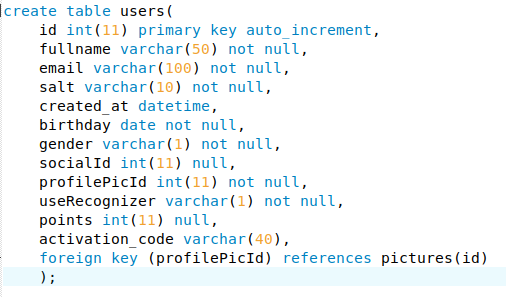 create table users(
id int(11) primary key auto_increment,
fullname varchar(50) not null,
email varchar(100) not null,
salt varchar(10) not null,
created_at datetime,
birthday date not null,
gender varchar(1) not null,
socialId int(11) null,
profilePicId int(11) not null,
useRecognizer varchar(1) not null,
points int(11) null,
activation_code varchar(40),
foreign key (profilePicId) references pictures(id)
);